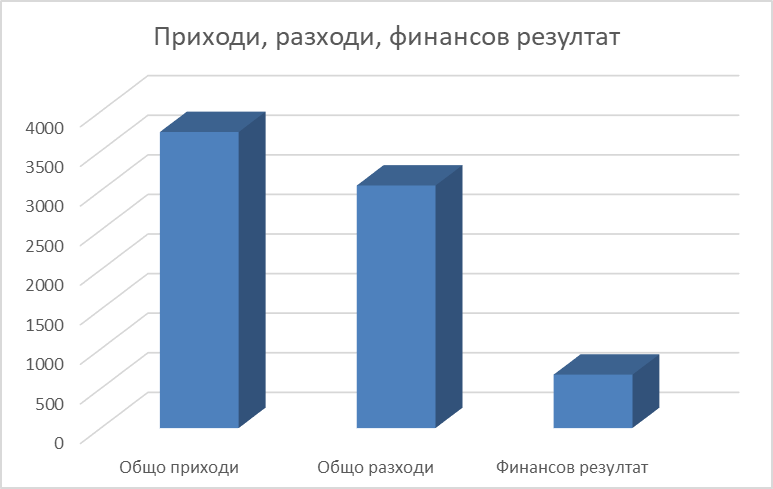 Приходи, разходи, финансов резултат
4000
3500
3000
2500
2000
1500
1000
500
0
Общо приходи
Общо разходи
Финансов резултат